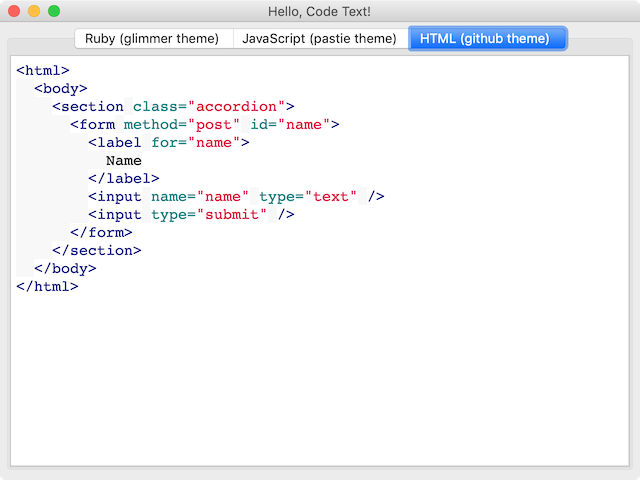 Hello, Code Text!
Ruby (glimmer theme) JavaScript (pastie theme) HTML (github theme)
<html>
  <body>
    <section class="accordion">
      <form method="post" id="name">
        <label for="name">
          Name
        </label>
        <input name="name" type="text" />
        <input type="submit" />
      </form>
    </section>
  </body>
</html>